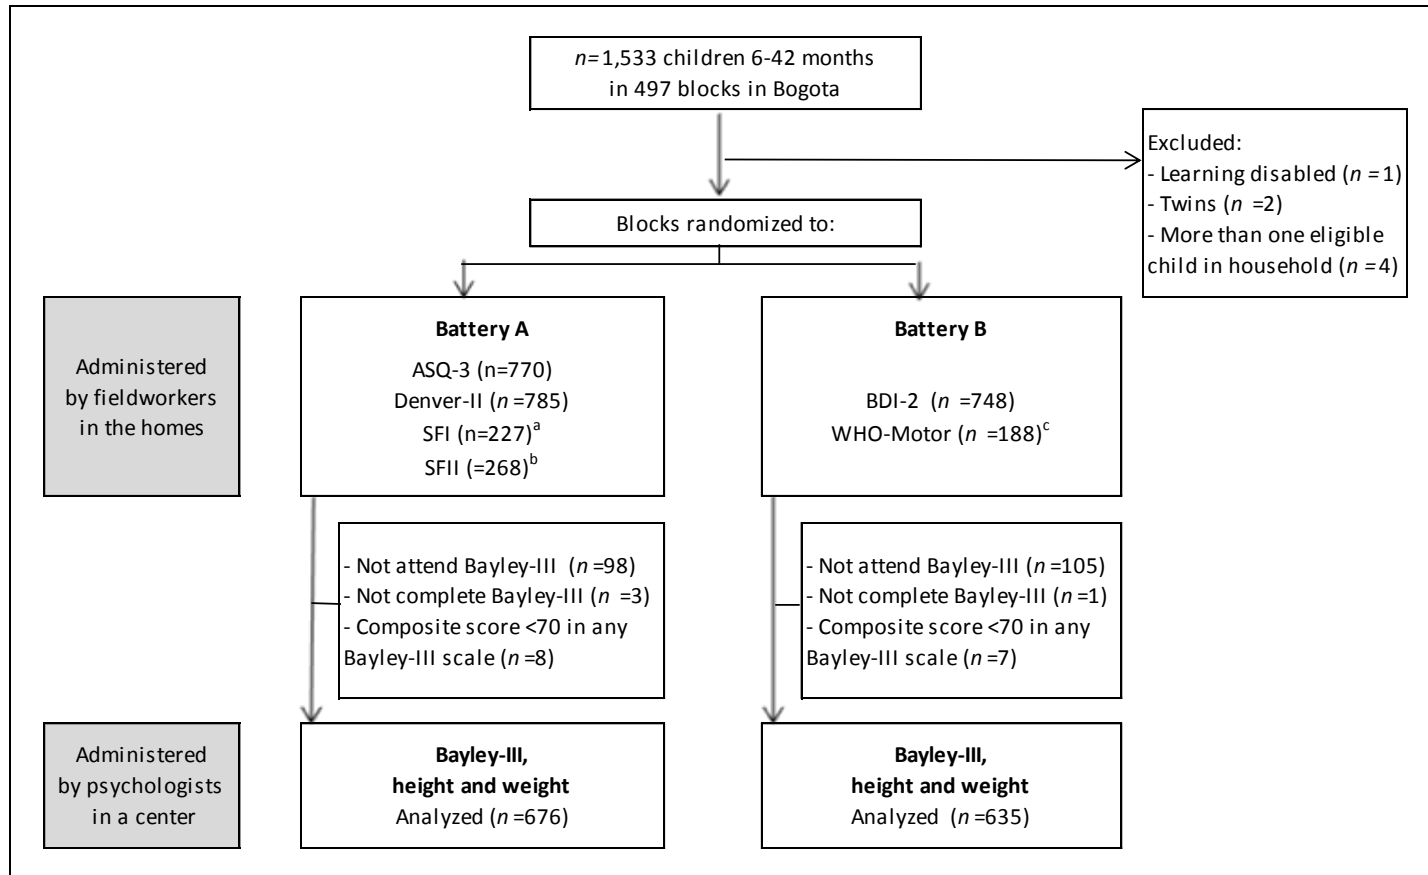 n=1,533 children 6-42 months
in 497 blocks in Bogota
Excluded:
- Learning disabled (n =1)
- Twins (n =2)
- More than one eligible
child in household (n =4)
Blocks randomized to:
Administered
by fieldworkers
in the homes
Battery A
ASQ-3 (n=770)
Denver-II (n =785)
SFI (n=227)a
SFII (=268)b
Battery B
BDI-2 (n =748)
WHO-Motor (n =188)c
- Not attend Bayley-III (n =98)
- Not complete Bayley-III (n =3)
- Composite score <70 in any
Bayley-III scale (n =8)
- Not attend Bayley-III (n =105)
- Not complete Bayley-III (n =1)
- Composite score <70 in any
Bayley-III scale (n =7)
Administered
by psychologists
in a center
Bayley-III,
height and weight
Analyzed (n =676)
Bayley-III,
height and weight
Analyzed (n =635)